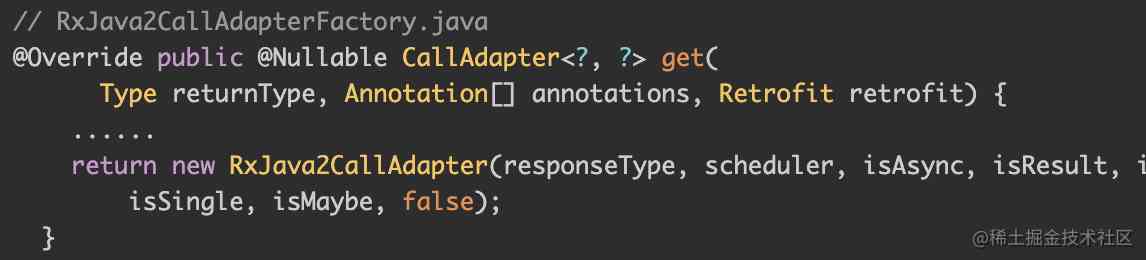 // RxJava2CallAdapterFactory.java
@Override public @Nullable CallAdapter<?, ?> get(
Type returnType, Annotation[] annotations, Retrofit retrofit) {
......
return new RxJava2CallAdapter(responseType, scheduler, isAsync, isResult, i
isSingle, isMaybe, false);
}
@稀土掘金技术社区